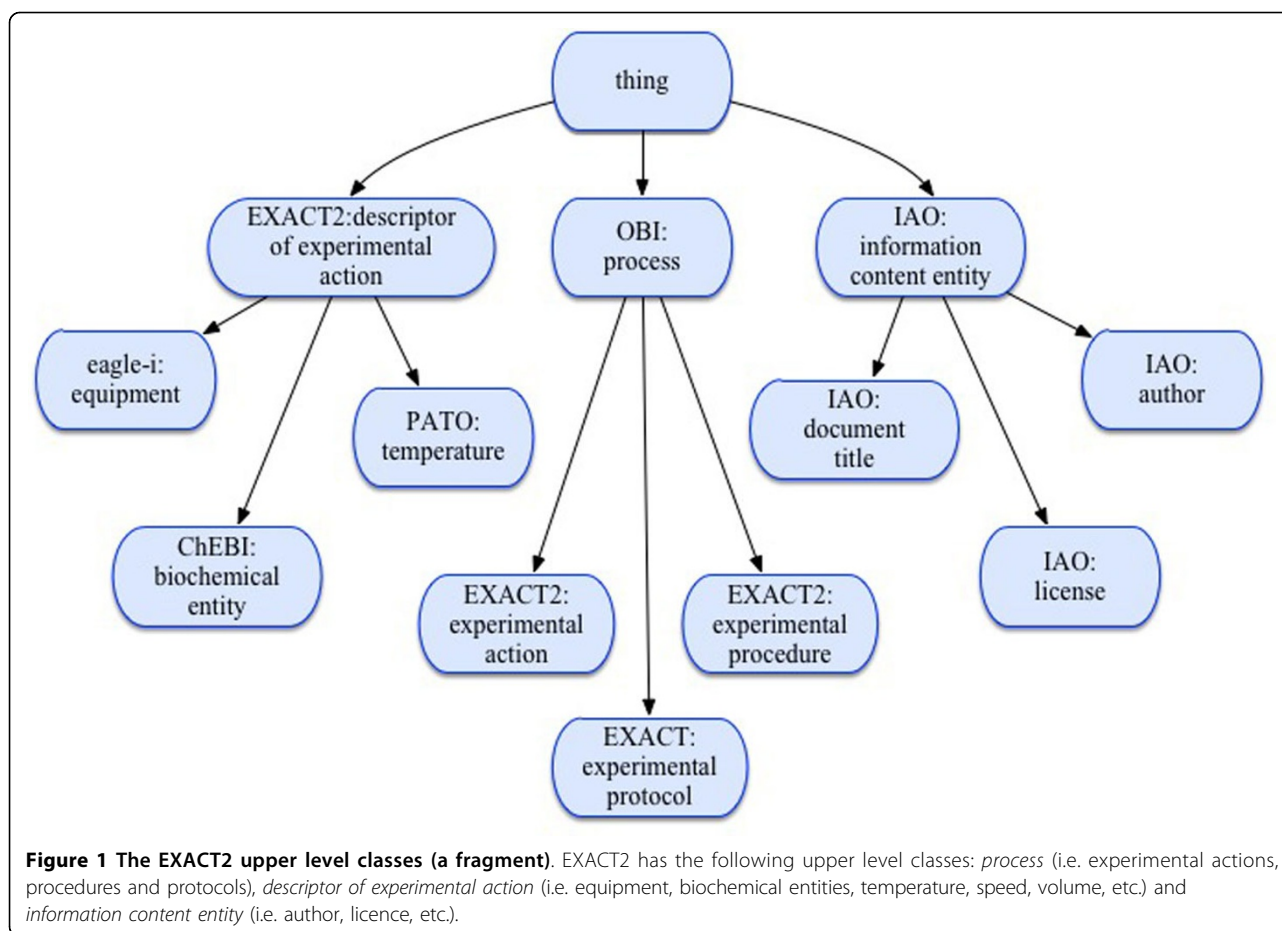 thing
EXACT2:descriptor
of experimental
action
OBI:
process
IAO:
information
content entity
eagle-i:
equipment
PATO:
temperature
IAO:
document
title
IAO:
author
ChEBI:
biochemical
entity
EXACT2:
experimental
action
EXACT2:
experimental
procedure
IAO:
license
EXACT:
experimental
protocol
Figure 1 The EXACT2 upper level classes (a fragment). EXACT2 has the following upper level classes: process (i.e. experimental actions,
procedures and protocols), descriptor of experimental action (i.e. equipment, biochemical entities, temperature, speed, volume, etc.) and
information content entity (i.e. author, licence, etc.).